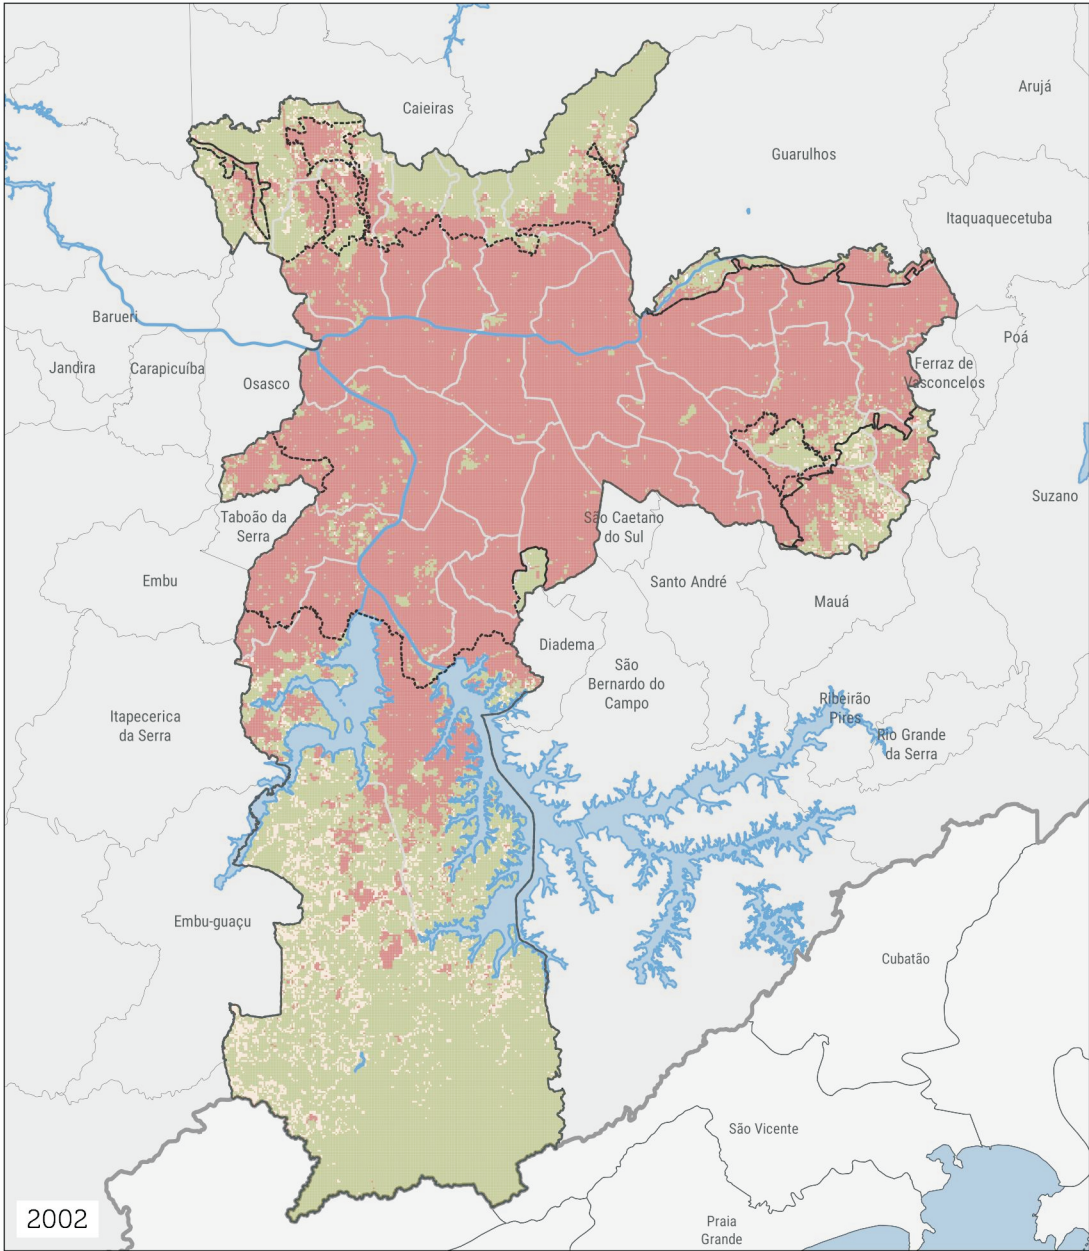 Arujá
Caieiras
Guarulhos
Itaquaquecetuba
Barueri
Poá
Jandira
Carapicuíba
Osasco
Ferraz de
Vasconcelos
Suzano
Taboão da
Serra
São Caetano
do Sul
Embu
Santo André
Mauá
Diadema
São
Bernardo do
Campo
Itapecerica
da Serra
Ribeirão
Pires
Rio Grande
da Serra
Embu-guaçu
Cubatão
São Vicente
2002
Praia
Grande